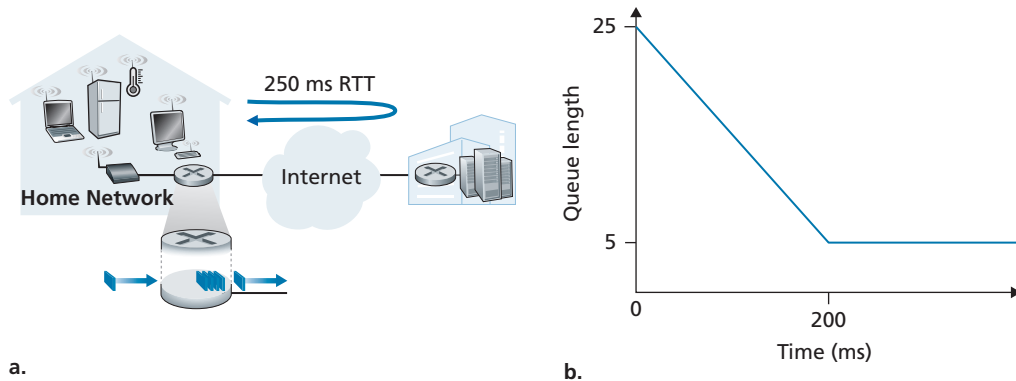 250 ms RTT
Internet
Home Network
a.
25
5
Queue length
0
200
Time (ms)
b.